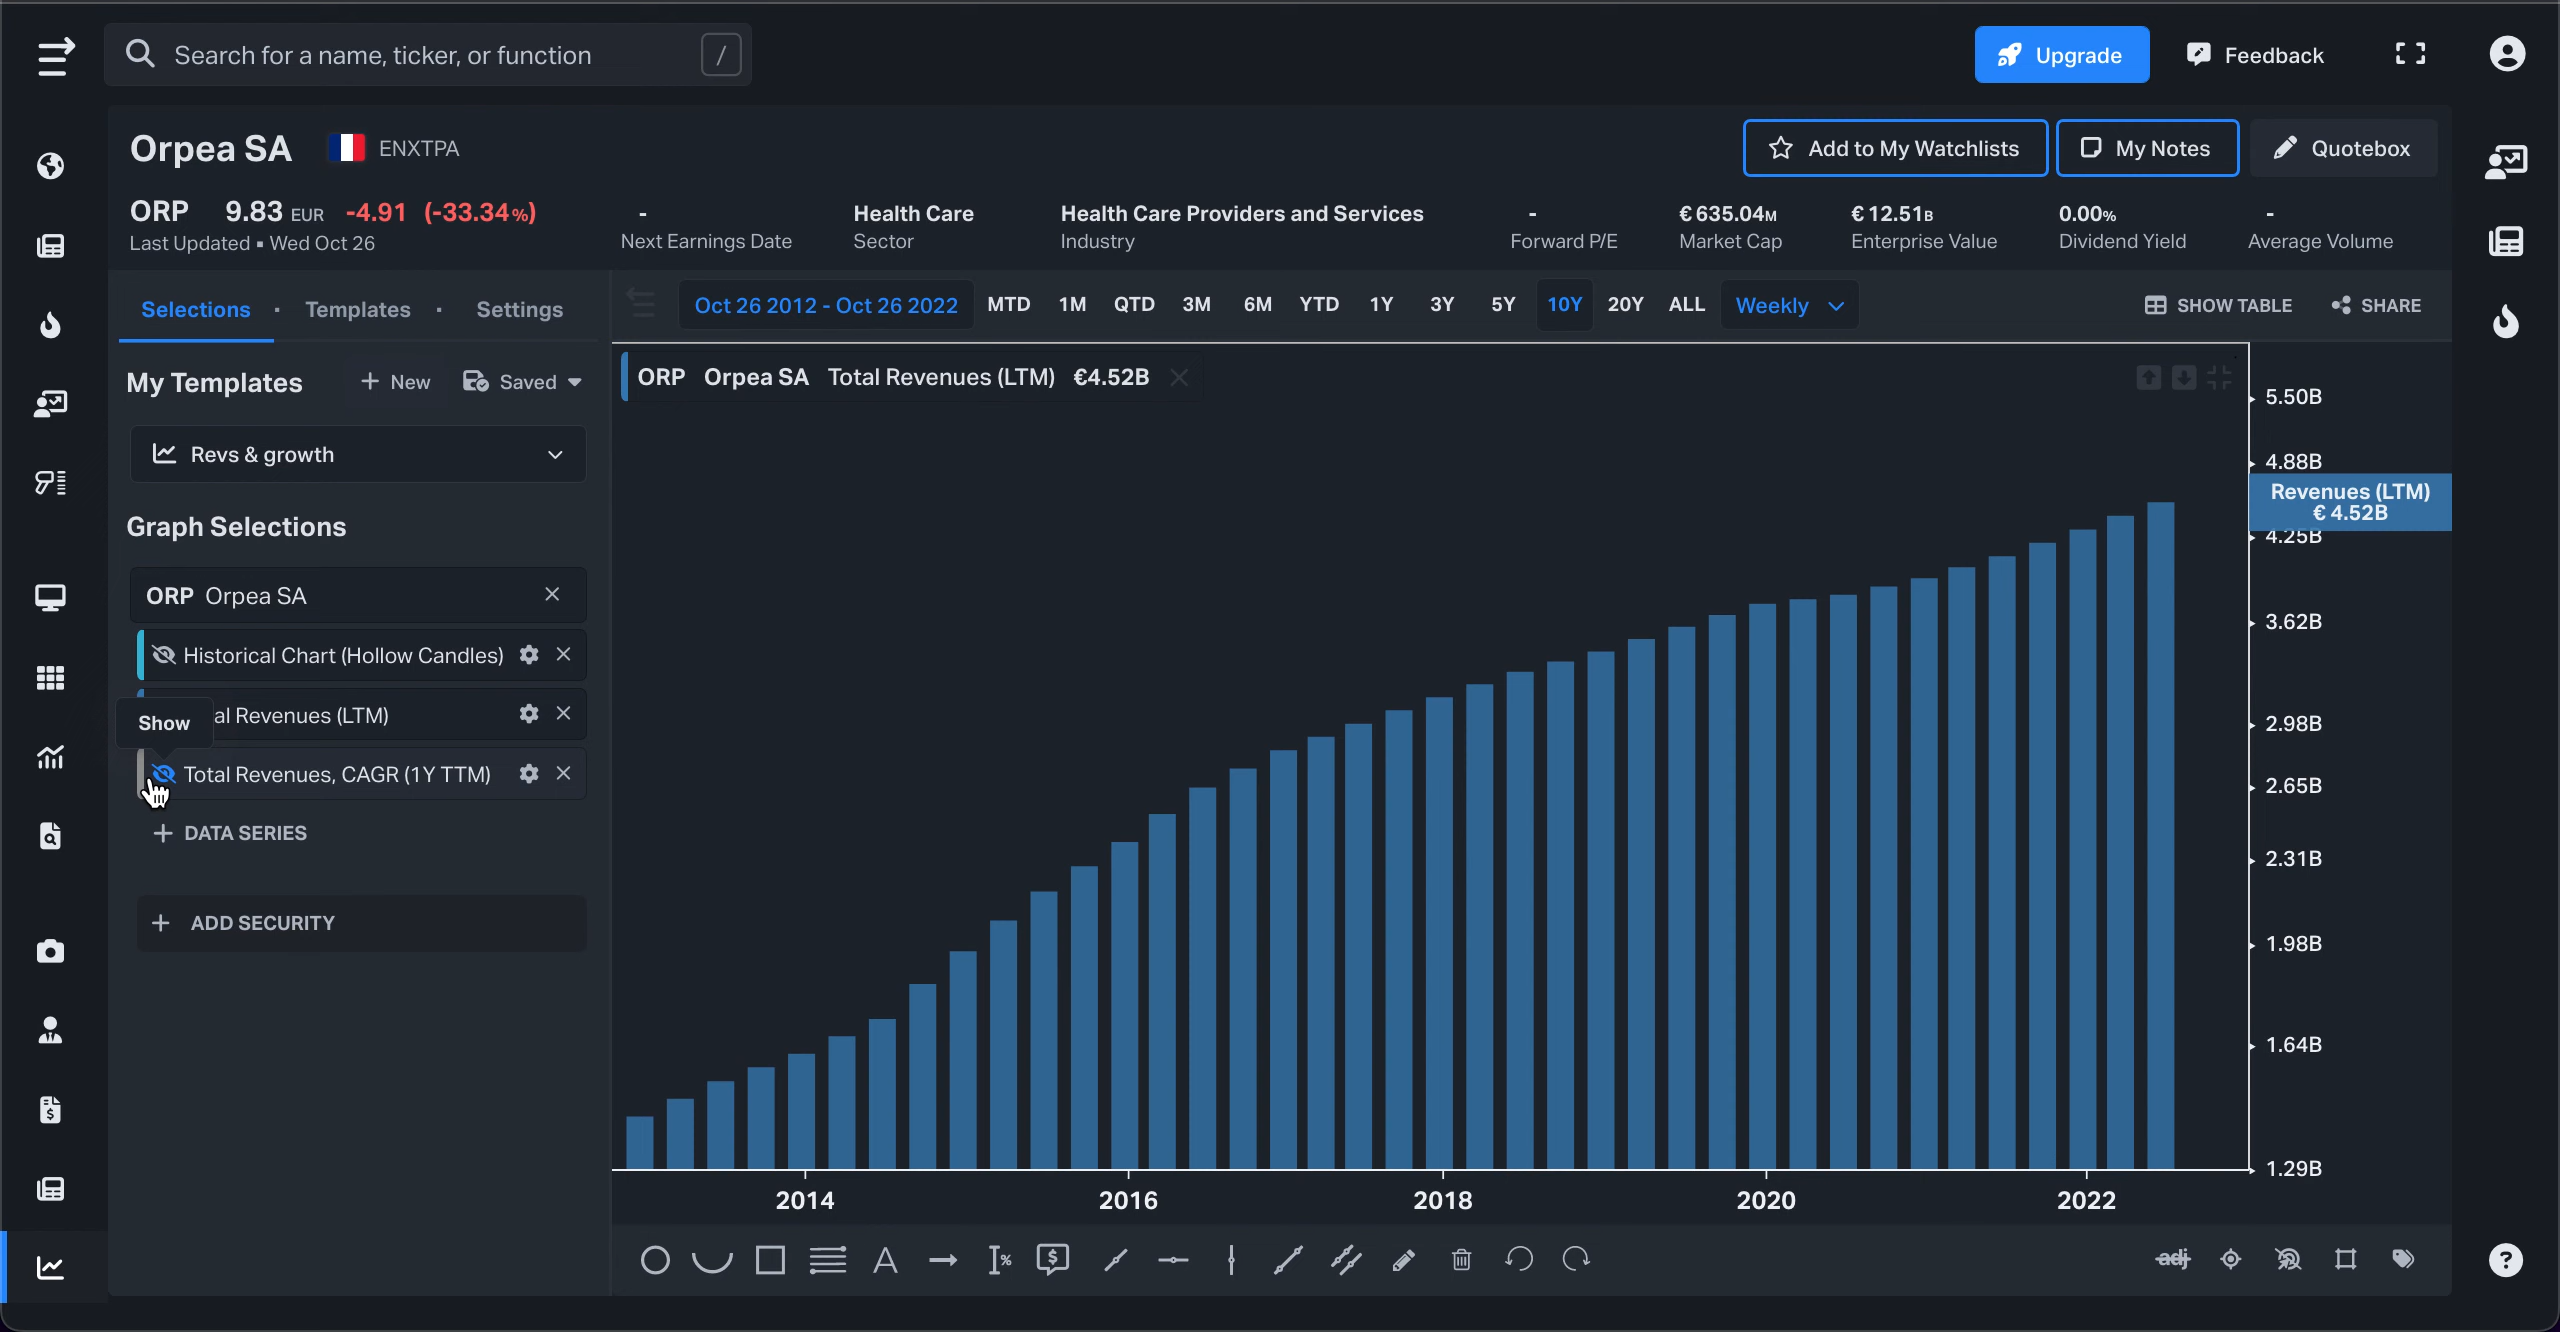 Search for a name, ticker, or function /
Upgrade
Feedback
Orpea SA ENXTPA
Add to My Watchlists
My Notes
Quotebox
ORP 9.83 EUR -4.91 (-33.34%)
Last Updated ▪ Wed Oct 26
-
Next Earnings Date
Health Care
Sector
Health Care Providers and Services
Industry
-
Forward P/E
€ 635.04M
Market Cap
€ 12.51B
Enterprise Value
0.00%
Dividend Yield
-
Average Volume
Selections · Templates · Settings
Oct 26 2012 - Oct 26 2022 MTD 1M QTD 3M 6M YTD 1Y 3Y 5Y 10Y 20Y ALL Weekly
SHOW TABLE SHARE
My Templates + New Saved
Revs & growth
Graph Selections
ORP Orpea SA
Historical Chart (Hollow Candles)
Show
al Revenues (LTM)
Total Revenues, CAGR (1Y TTM)
+ DATA SERIES
+ ADD SECURITY
ORP Orpea SA Total Revenues (LTM) €4.52B
5.50B
4.88B
Revenues (LTM)
€ 4.52B
4.25B
3.62B
2.98B
2.65B
2.31B
1.98B
1.64B
1.29B
2014 2016 2018 2020 2022
A
%
$
adj
?